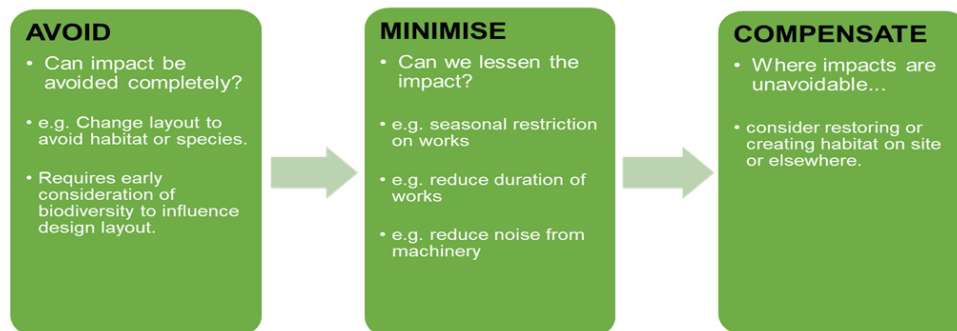 AVOID
• Can impact be
avoided completely?
• e.g. Change layout to
avoid habitat or species.
• Requires early
consideration of
biodiversity to influence
design layout.
MINIMISE
• Can we lessen the
impact?
• e.g. seasonal restriction
on works
• e.g. reduce duration of
works
• e.g. reduce noise from
machinery
COMPENSATE
• Where impacts are
unavoidable...
• consider restoring or
creating habitat on site
or elsewhere.